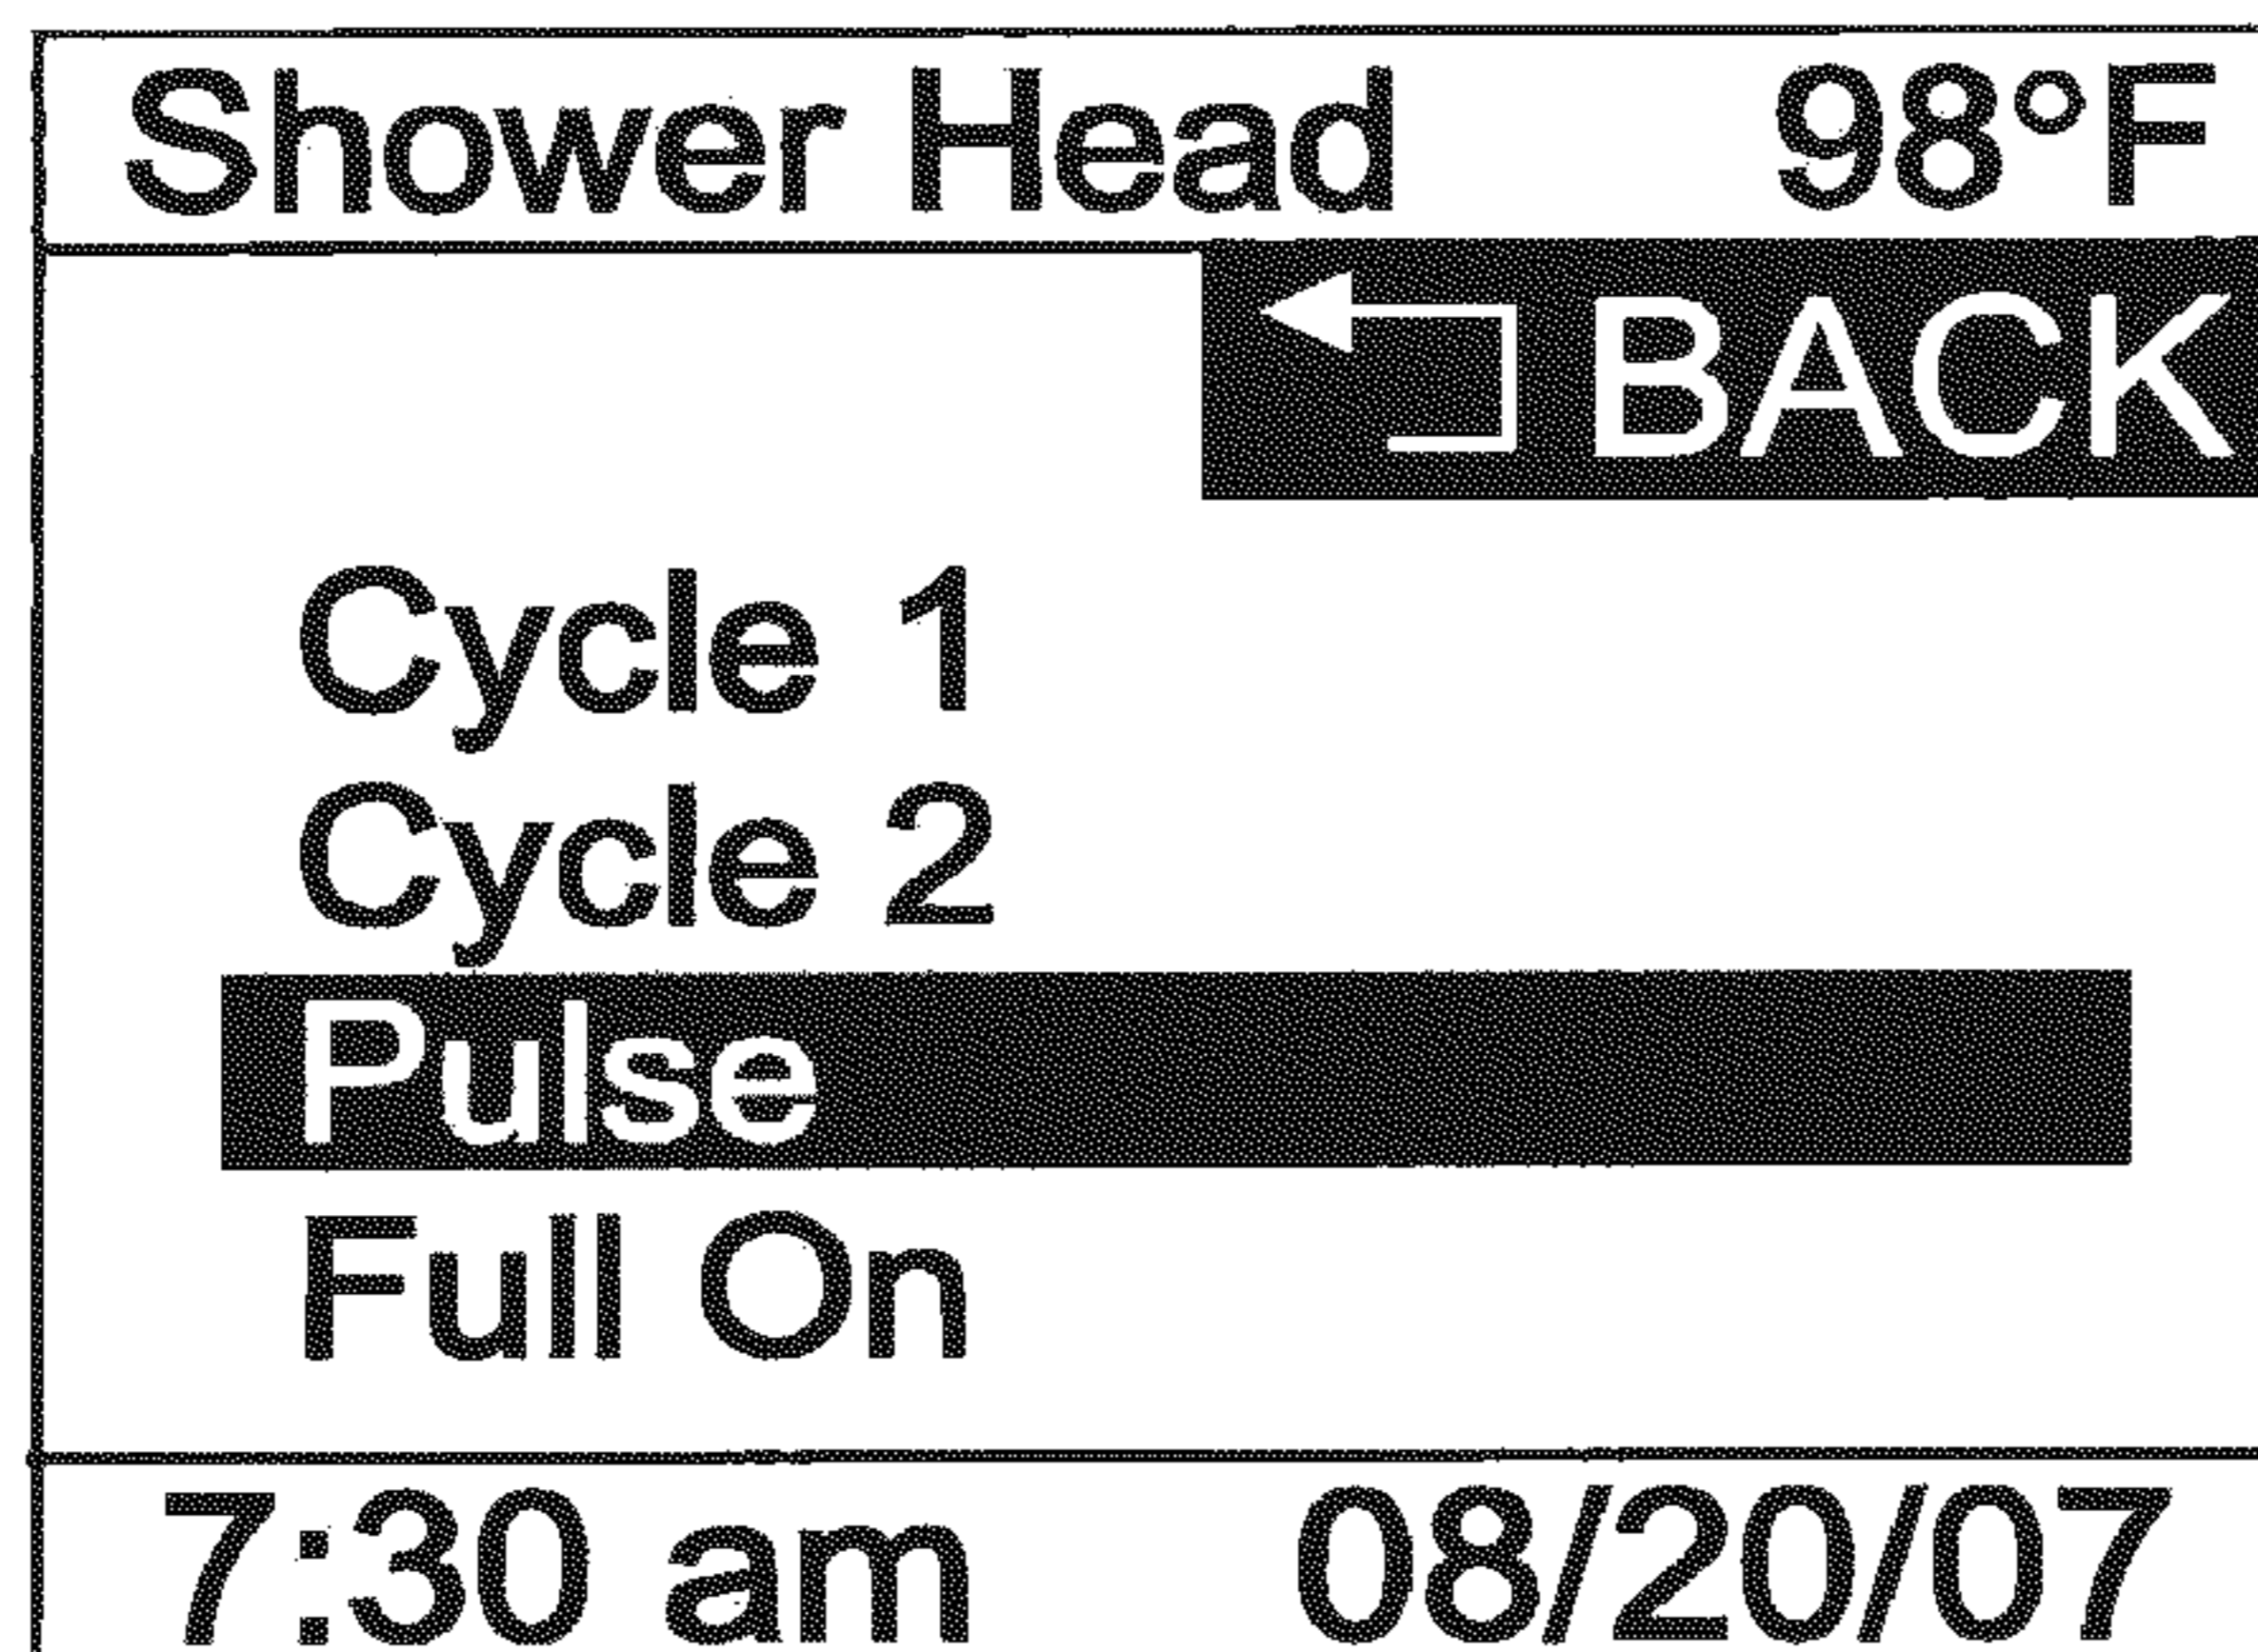 Shower Head 98°F
BACK
Cycle 1
Cycle 2
Pulse
Full On
7:30 am 08/20/07